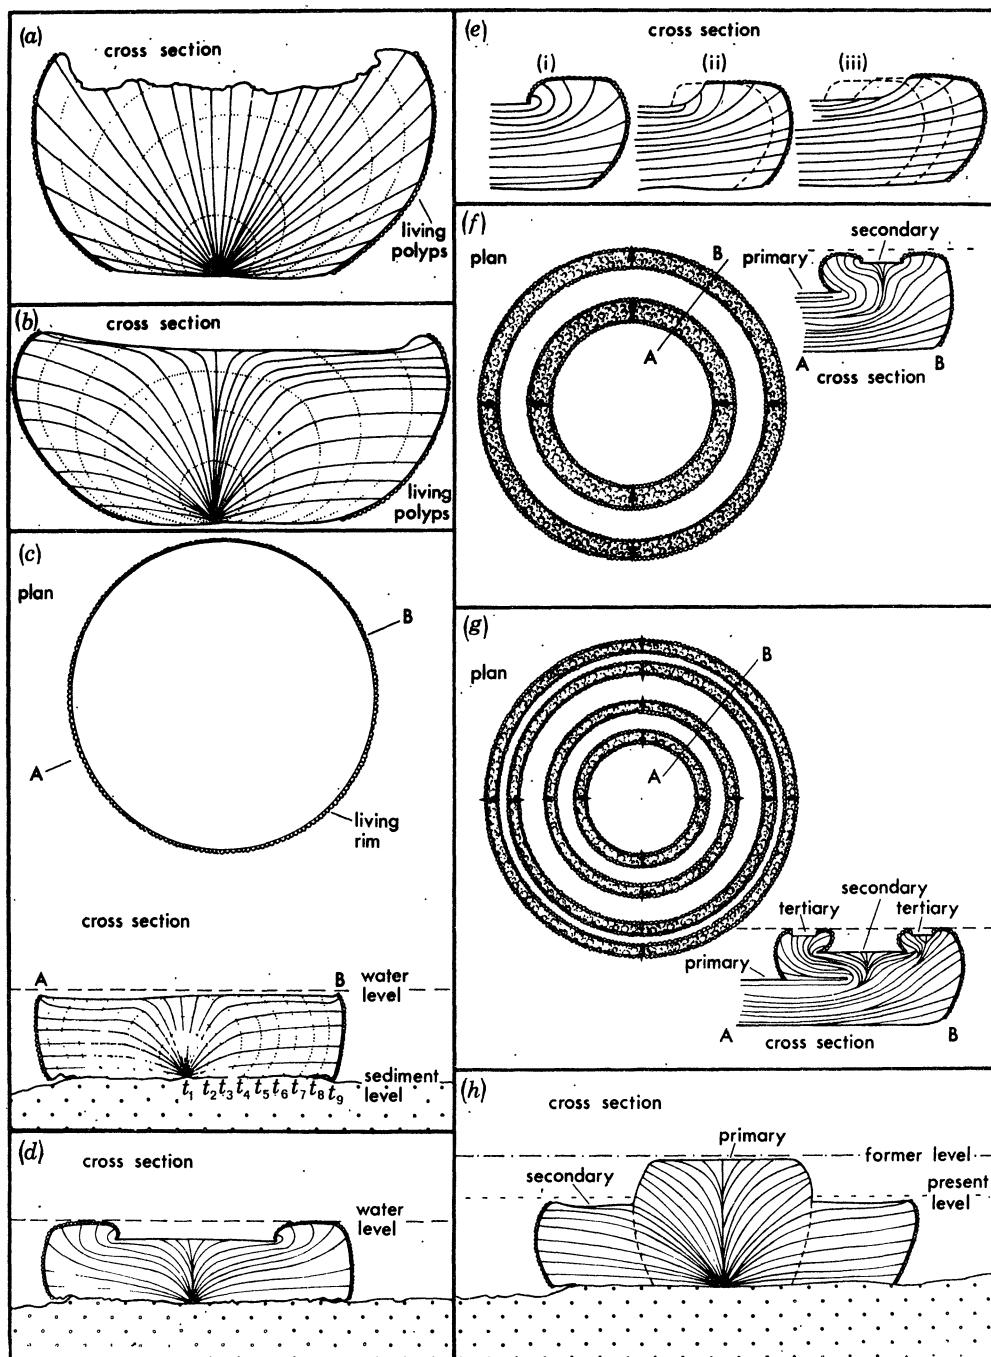 (a)
cross section
living
polyps
(b)
cross section
living
polyps
(c)
plan
B
A
living
rim
cross section
A
B
water
level
sediment
level
t1 t2 t3 t4 t5 t6 t7 t8 t9
(d)
cross section
water
level
(e)
cross section
(i)
(ii)
(iii)
(f)
plan
B
A
secondary
primary
A
B
cross section
(g)
plan
B
A
secondary
tertiary
tertiary
primary
A
B
cross section
(h)
cross section
primary
former level
secondary
present
level